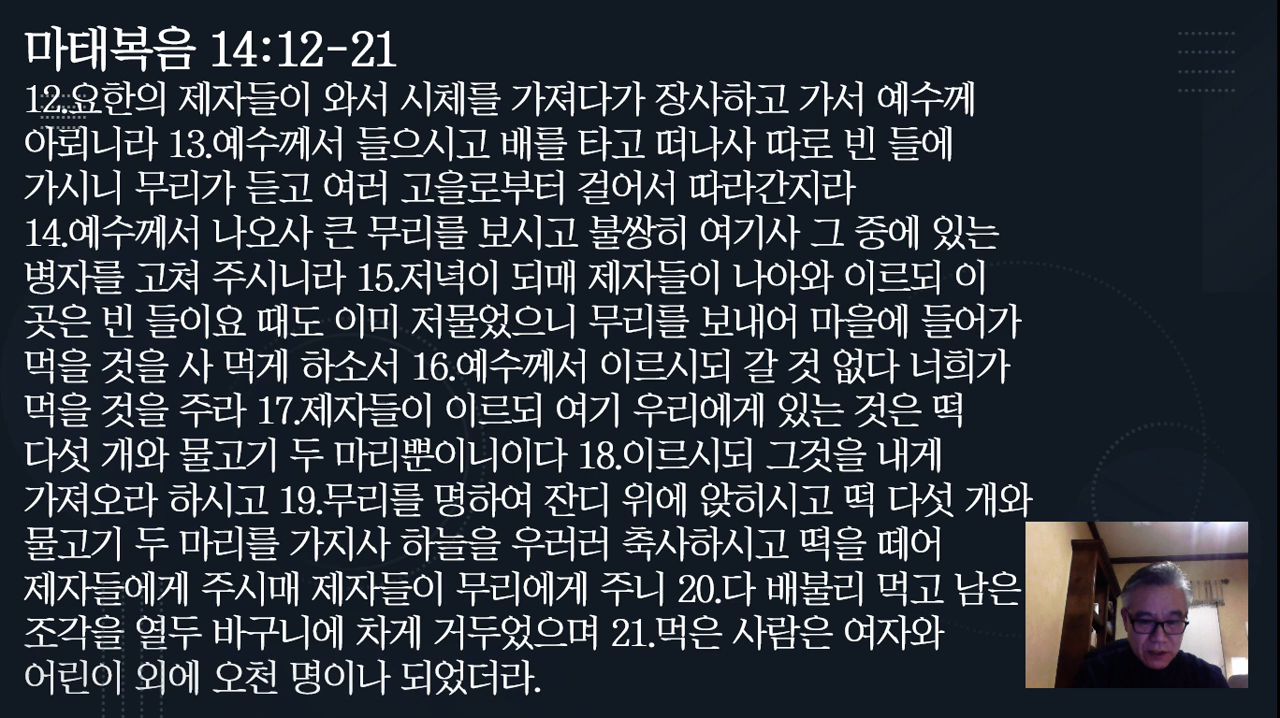 마태복음 14:12-21
12.요한의 제자들이 와서 시체를 가져다가 장사하고 가서 예수께
아뢰니라 13.예수께서 들으시고 배를 타고 떠나사 따로 빈 들에
가시니 무리가 듣고 여러 고을로부터 걸어서 따라간지라
14.예수께서 나오사 큰 무리를 보시고 불쌍히 여기사 그 중에 있는
병자를 고쳐 주시니라 15.저녁이 되매 제자들이 나아와 이르되 이
곳은 빈 들이요 때도 이미 저물었으니 무리를 보내어 마을에 들어가
먹을 것을 사 먹게 하소서 16.예수께서 이르시되 갈 것 없다 너희가
먹을 것을 주라 17.제자들이 이르되 여기 우리에게 있는 것은 떡
다섯 개와 물고기 두 마리뿐이니이다 18.이르시되 그것을 내게
가져오라 하시고 19.무리를 명하여 잔디 위에 앉히시고 떡 다섯 개와
물고기 두 마리를 가지사 하늘을 우러러 축사하시고 떡을 떼어
제자들에게 주시매 제자들이 무리에게 주니 20.다 배불리 먹고 남은
조각을 열두 바구니에 차게 거두었으며 21.먹은 사람은 여자와
어린이 외에 오천 명이나 되었더라.